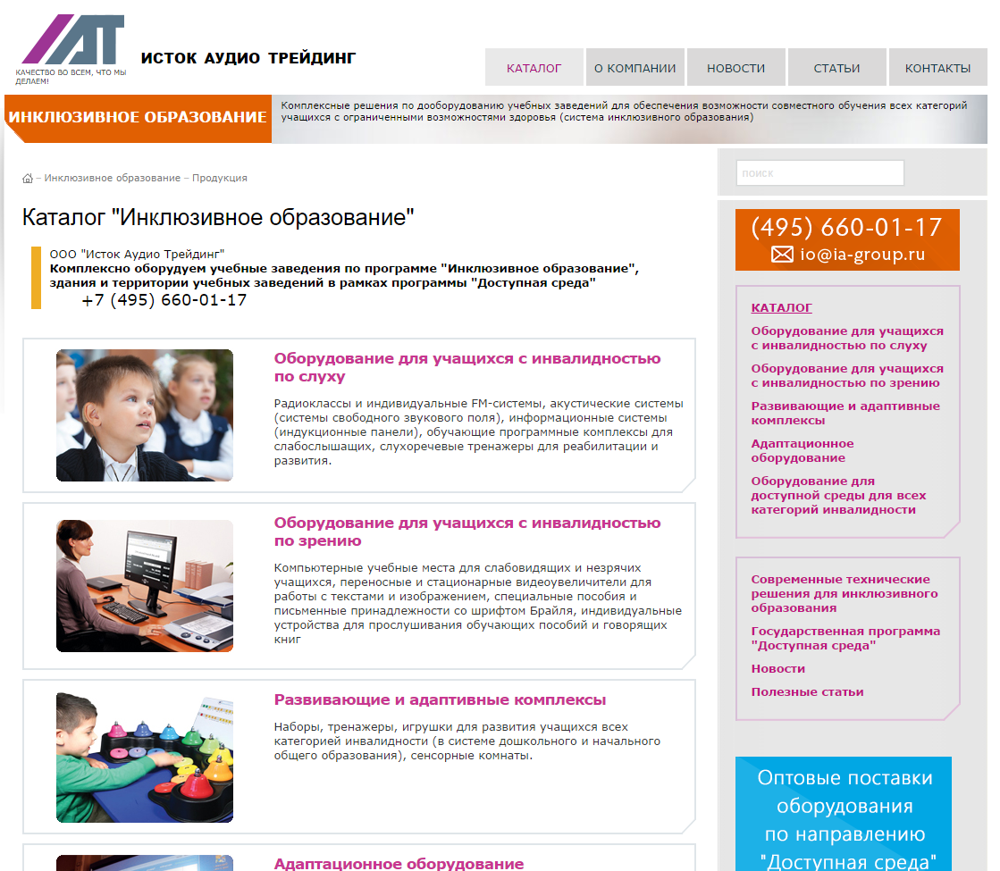 ИАТ
КАЧЕСТВО ВО ВСЕМ, ЧТО МЫ
ДЕЛАЕМ!
ИСТОК АУДИО ТРЕЙДИНГ
КАТАЛОГ
О КОМПАНИИ
НОВОСТИ
СТАТЬИ
КОНТАКТЫ
ИНКЛЮЗИВНОЕ ОБРАЗОВАНИЕ
Комплексные решения по дооборудованию учебных заведений для обеспечения возможности совместного обучения всех категорий
учащихся с ограниченными возможностями здоровья (система инклюзивного образования)
– Инклюзивное образование – Продукция
Каталог "Инклюзивное образование"
ООО "Исток Аудио Трейдинг"
Комплексно оборудуем учебные заведения по программе "Инклюзивное образование",
здания и территории учебных заведений в рамках программы "Доступная среда"
+7 (495) 660-01-17
Оборудование для учащихся с инвалидностью
по слуху
Радиоклассы и индивидуальные FM-системы, акустические системы
(системы свободного звукового поля), информационные системы
(индукционные панели), обучающие программные комплексы для
слабослышащих, слухоречевые тренажеры для реабилитации и
развития.
Оборудование для учащихся с инвалидностью
по зрению
Компьютерные учебные места для слабовидящих и незрячих
учащихся, переносные и стационарные видеоувеличители для
работы с текстами и изображением, специальные пособия и
письменные принадлежности со шрифтом Брайля, индивидуальные
устройства для прослушивания обучающих пособий и говорящих
книг
Развивающие и адаптивные комплексы
Наборы, тренажеры, игрушки для развития учащихся всех
категорией инвалидности (в системе дошкольного и начального
общего образования), сенсорные комнаты.
Адаптационное оборудование
поиск
(495) 660-01-17
io@ia-group.ru
КАТАЛОГ
Оборудование для учащихся
с инвалидностью по слуху
Оборудование для учащихся
с инвалидностью по зрению
Развивающие и адаптивные
комплексы
Адаптационное
оборудование
Оборудование для
доступной среды для всех
категорий инвалидности
Современные технические
решения для инклюзивного
образования
Государственная программа
"Доступная среда"
Новости
Полезные статьи
Оптовые поставки
оборудования
по направлению
"Доступная среда"